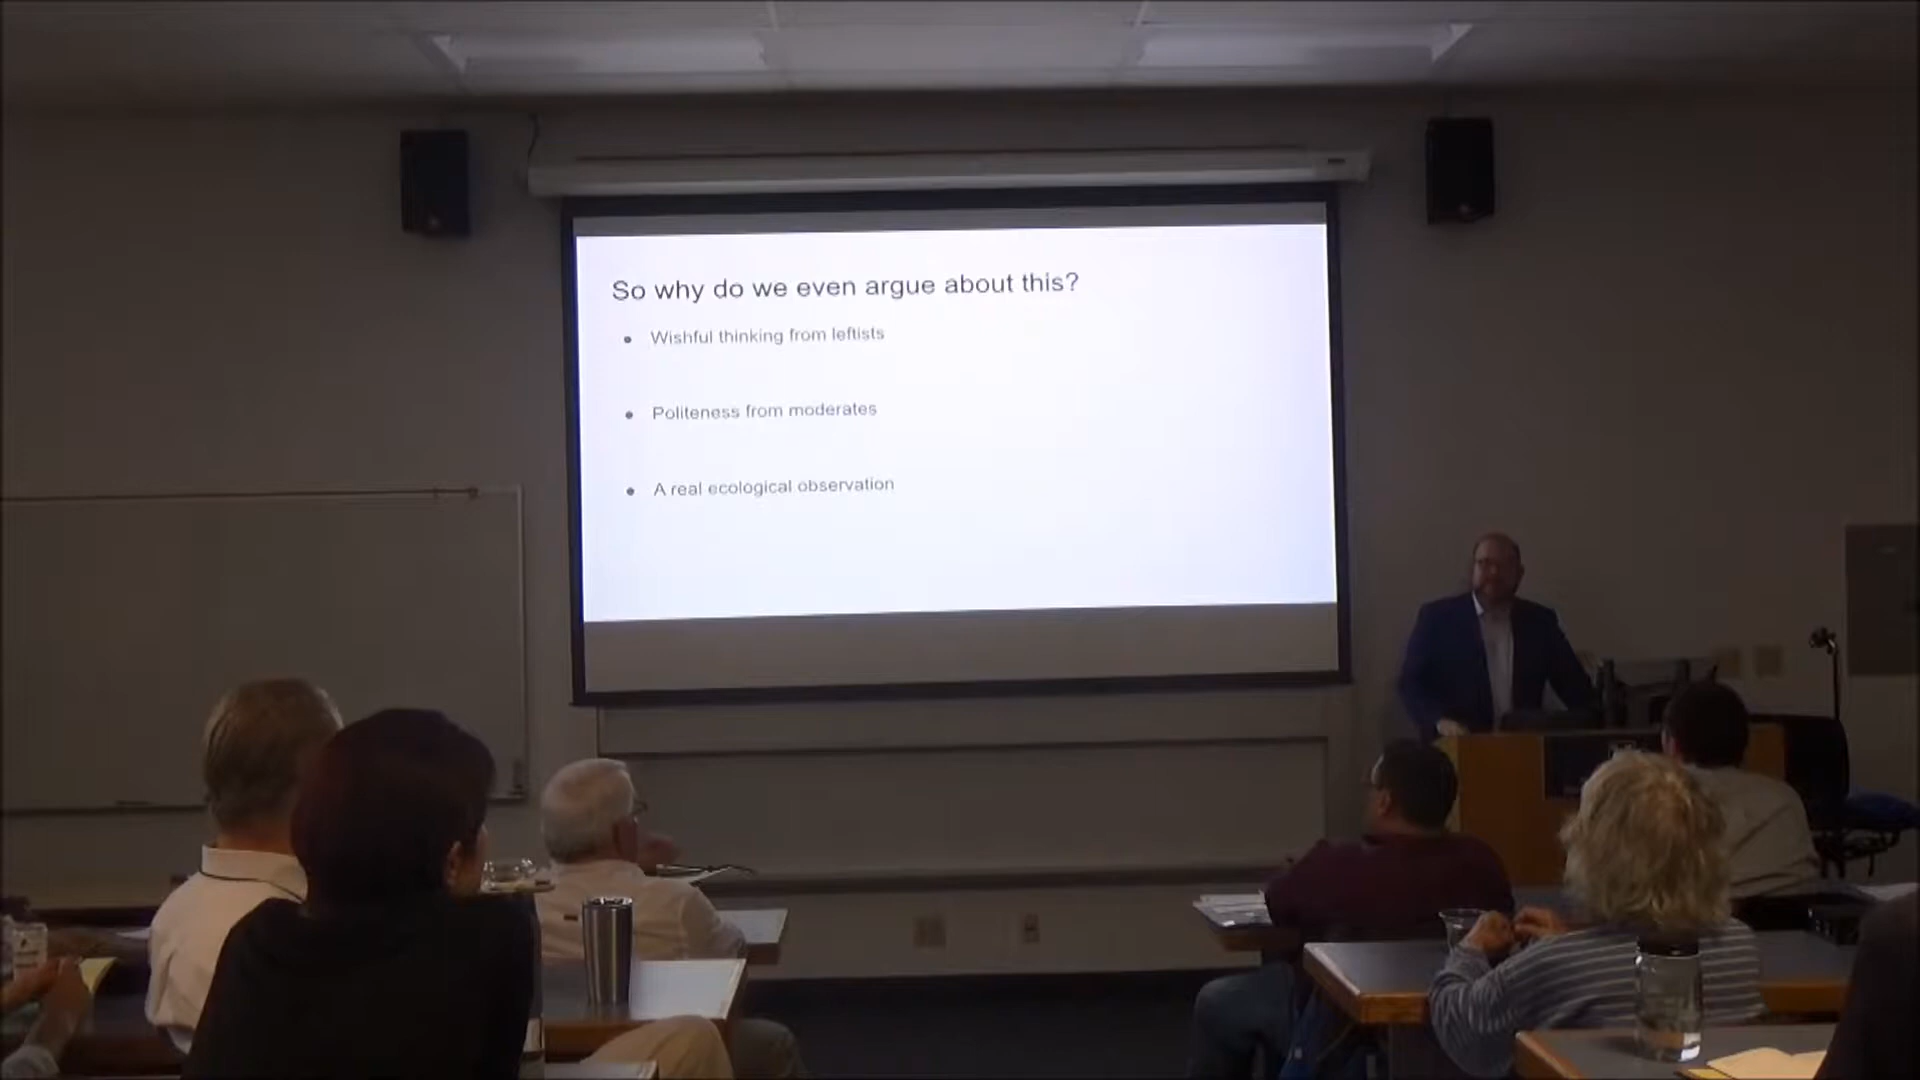 So why do we even argue about this?
● Wishful thinking from leftists
● Politeness from moderates
● A real ecological observation